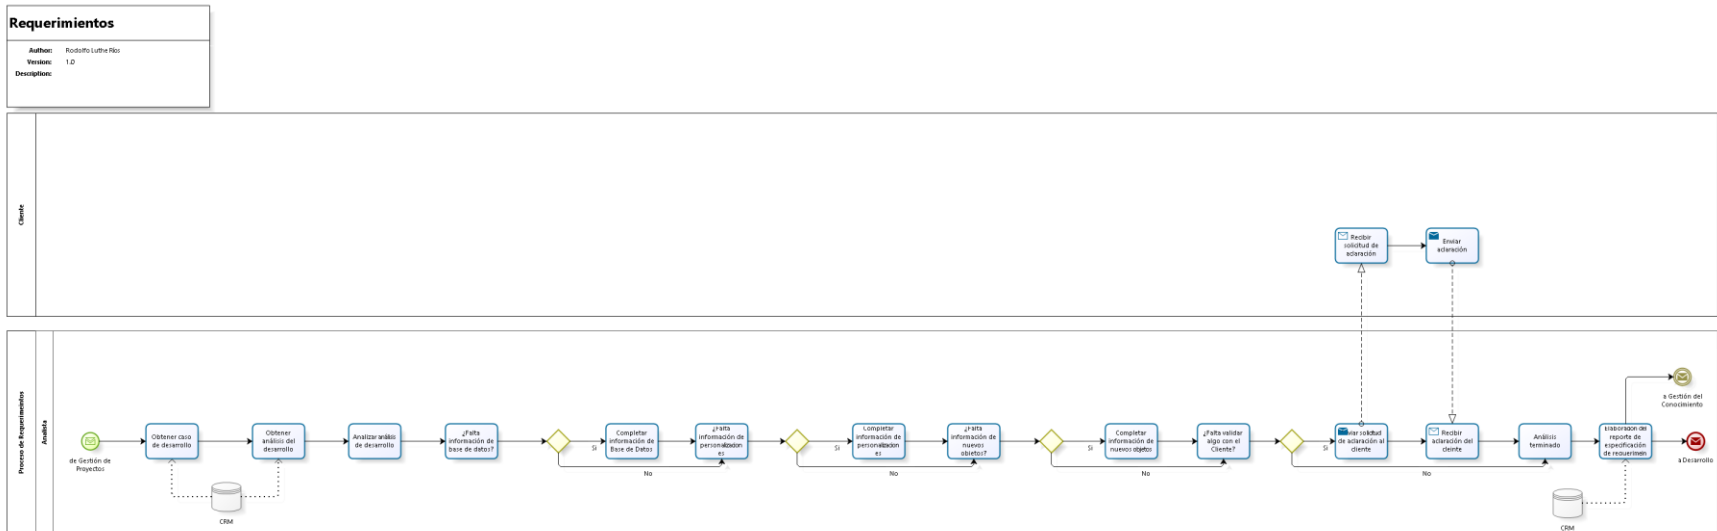 Requerimientos
Author: Rodolfo Luthe Ríos
Version: 1.0
Description:
Cliente
Recibir
solicitud de
aclaración
Enviar
aclaración
Proceso de Requerimeintos
Analista
de Gestión de
Proyectos
Obtener caso
de desarrollo
Obtener
análisis del
desarrollo
Analizar análisis
de desarrollo
¿Falta
información de
base de datos?
Si
No
Completar
información de
Base de Datos
¿Falta
información de
personalizacion
es
Si
No
Completar
información de
personalizacion
es
¿Falta
información de
nuevos
objetos?
Si
No
Completar
información de
nuevos objetos
¿Falta validar
algo con el
Cliente?
Si
No
viar solicitud
de aclaración al
cliente
Recibir
aclaración del
cleinte
Análisis
terminado
Elaboración del
reporte de
especificación
de requerimien
a Gestión del
Conocimiento
a Desarrollo
CRM
CRM